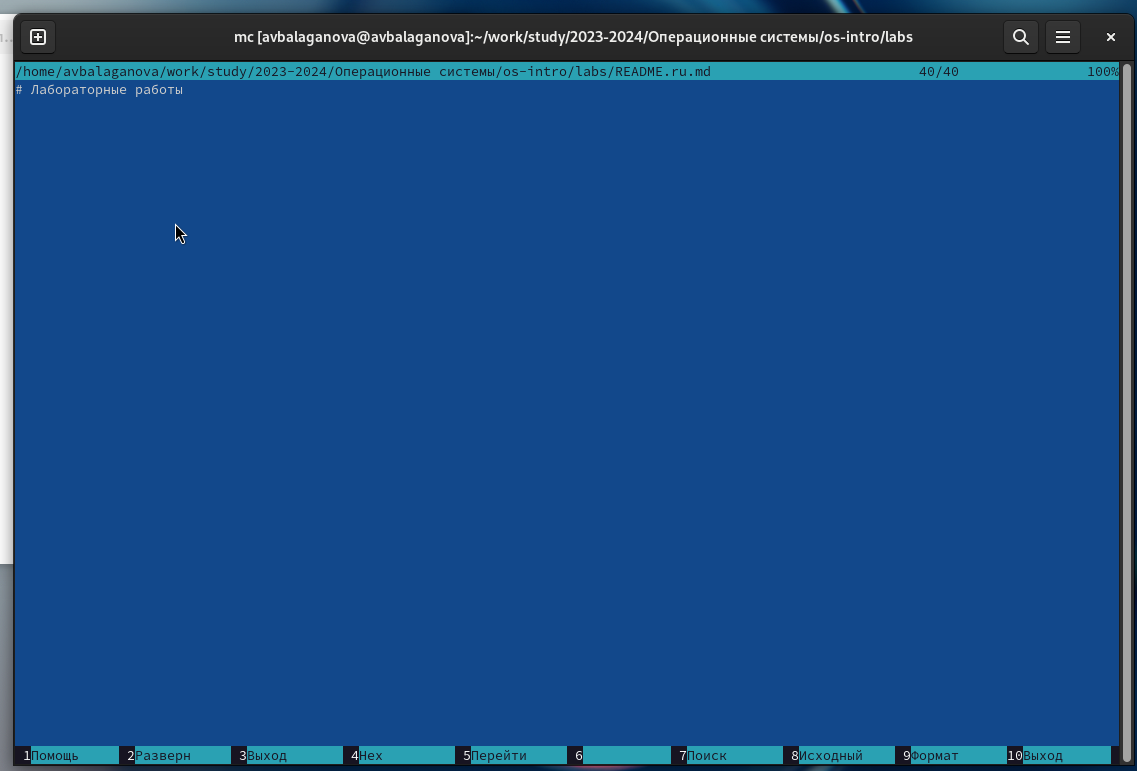 mc [avbalaganova@avbalaganova]:~/work/study/2023-2024/Операционные системы/os-intro/labs
/home/avbalaganova/work/study/2023-2024/Операционные системы/os-intro/labs/README.ru.md 40/40 100%
# Лабораторные работы
1Помощь 2Разверн 3Выход 4Hex 5Перейти 6 7Поиск 8Исходный 9Формат 10Выход